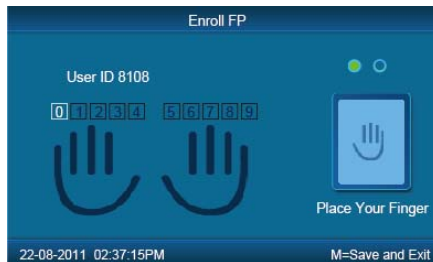 Enroll FP
User ID 8108
0 1 2 3 4 5 6 7 8 9
Place Your Finger
22-08-2011 02:37:15PM M=Save and Exit